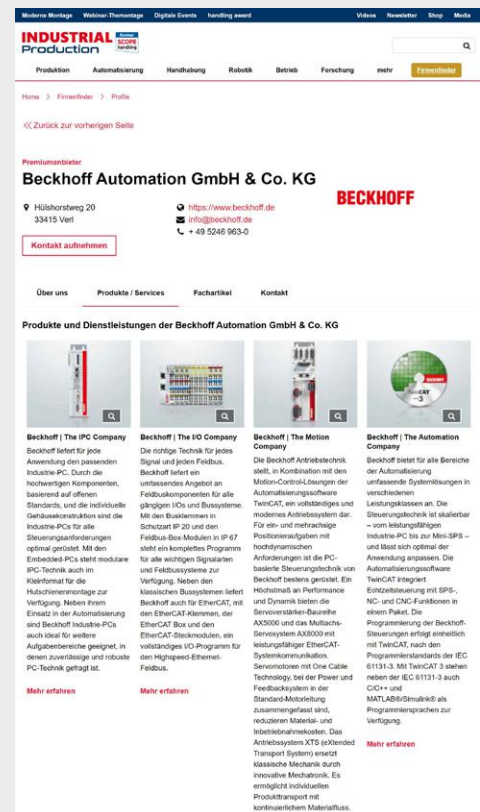 Moderne Montage Webinar-Thementage Digitale Events handling award Videos Newsletter Shop Media
INDUSTRIAL
Production
former
SCOPE
handling
Produktion Automatisierung Handhabung Robotik Betrieb Forschung mehr Firmenfinder
Home > Firmenfinder > Profile
<<Zurück zur vorherigen Seite
Premiumanbieter
Beckhoff Automation GmbH & Co. KG
BECKHOFF
Hülshorstweg 20
33415 Verl
https://www.beckhoff.de
info@beckhoff.de
+ 49 5246 963-0
Kontakt aufnehmen
Über uns Produkte / Services Fachartikel Kontakt
Produkte und Dienstleistungen der Beckhoff Automation GmbH & Co. KG
Beckhoff | The IPC Company
Beckhoff liefert für jede
Anwendung den passenden
Industrie-PC. Durch die
hochwertigen Komponenten,
basierend auf offenen
Standards, und die individuelle
Gehäusekonstruktion sind die
Industrie-PCs für alle
Steuerungsanforderungen
optimal gerüstet. Mit den
Embedded-PCs steht modulare
IPC-Technik auch im
Kleinformat für die
Hutschienenmontage zur
Verfügung. Neben ihrem
Einsatz in der Automatisierung
sind Beckhoff Industrie-PCs
auch ideal für weitere
Aufgabenbereiche geeignet, in
denen zuverlässige und robuste
PC-Technik gefragt ist.
Mehr erfahren
Beckhoff | The I/O Company
Die richtige Technik für jedes
Signal und jeden Feldbus.
Beckhoff liefert ein
umfassendes Angebot an
Feldbuskomponenten für alle
gängigen I/Os und Bussysteme.
Mit den Busklemmen in
Schutzart IP 20 und den
Feldbus-Box-Modulen in IP 67
steht ein komplettes Programm
für alle wichtigen Signalarten
und Feldbussysteme zur
Verfügung. Neben den
klassischen Bussystemen liefert
Beckhoff auch für EtherCAT, mit
den EtherCAT-Klemmen, der
EtherCAT Box und den
EtherCAT-Steckmodulen, ein
vollständiges I/O-Programm für
den Highspeed-Ethernet-
Feldbus.
Mehr erfahren
Beckhoff | The Motion
Company
Die Beckhoff Antriebstechnik
stellt, in Kombination mit den
Motion-Control-Lösungen der
Automatisierungssoftware
TwinCAT, ein vollständiges und
modernes Antriebssystem dar.
Für ein- und mehrachsige
Positionieraufgaben mit
hochdynamischen
Anforderungen ist die PC-
basierte Steuerungstechnik von
Beckhoff bestens gerüstet. Ein
Höchstmaß an Performance
und Dynamik bieten die
Servoverstärker-Baureihe
AX5000 und das Multiachs-
Servosystem AX8000 mit
leistungsfähiger EtherCAT-
Systemkommunikation.
Servomotoren mit One Cable
Technology, bei der Power und
Feedbacksystem in der
Standard-Motorleitung
zusammengefasst sind,
reduzieren Material- und
Inbetriebnahmekosten. Das
Antriebssystem XTS (eXtended
Transport System) ersetzt
klassische Mechanik durch
innovative Mechatronik. Es
ermöglicht individuellen
Produkttransport mit
kontinuierlichem Materialfluss.
BECKHOFF
TwinCAT
3
Beckhoff | The Automation
Company
Beckhoff bietet für alle Bereiche
der Automatisierung
umfassende Systemlösungen in
verschiedenen
Leistungsklassen an. Die
Steuerungstechnik ist skalierbar
– vom leistungsfähigen
Industrie-PC bis zur Mini-SPS –
und lässt sich optimal der
Anwendung anpassen. Die
Automatisierungssoftware
TwinCAT integriert
Echtzeitsteuerung mit SPS-,
NC- und CNC-Funktionen in
einem Paket. Die
Programmierung der Beckhoff-
Steuerungen erfolgt einheitlich
mit TwinCAT, nach den
Programmierstandards der IEC
61131-3. Mit TwinCAT 3 stehen
neben der IEC 61131-3 auch
C/C++ und
MATLAB®/Simulink® als
Programmiersprachen zur
Verfügung.
Mehr erfahren